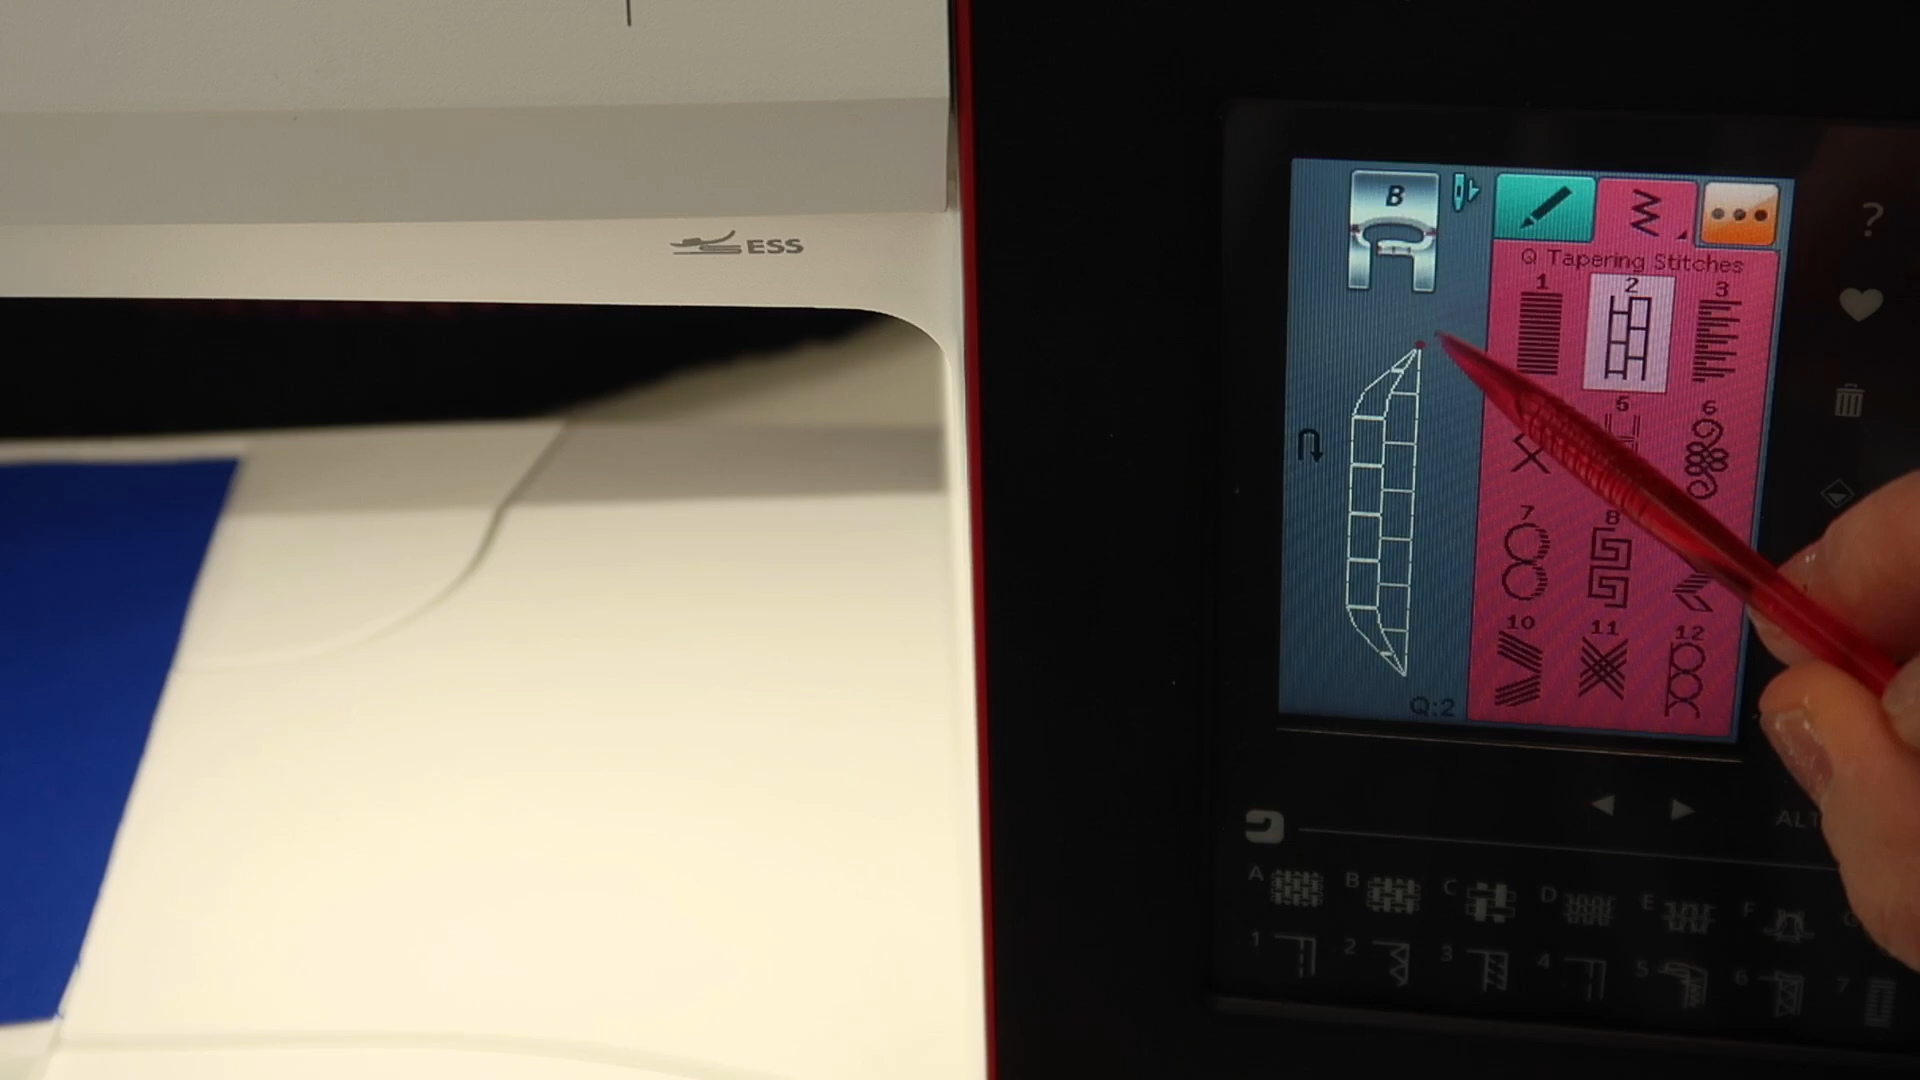 ESS
B
Q Tapering Stitches
1 2 3
5 6
7 8
10 11 12
Q:2
?
ALT
A B C D E F
1 2 3 4 5 6 7